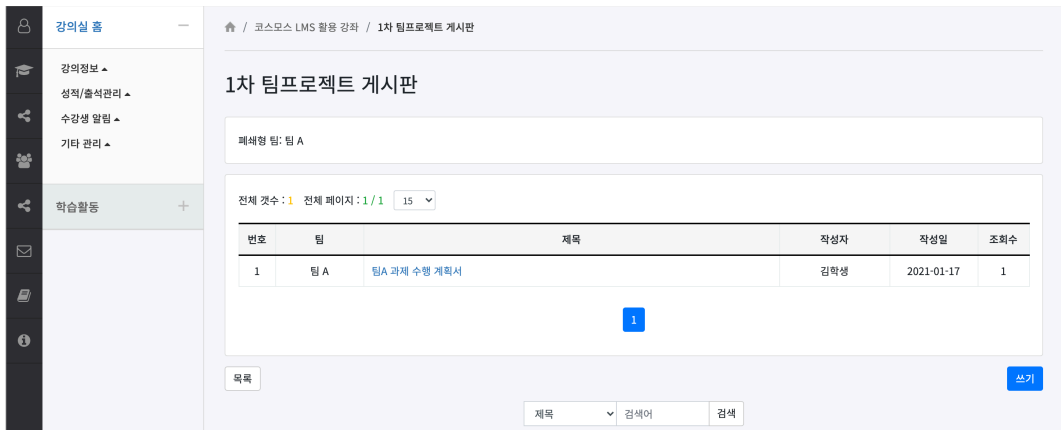 강의실 홈
/ 코스모스 LMS 활용 강좌 / 1차 팀프로젝트 게시판
강의정보
성적/출석관리
수강생 알림
기타 관리
학습활동
1차 팀프로젝트 게시판
폐쇄형 팀: 팀 A
전체 갯수 : 1 전체 페이지 : 1 / 1 15
번호 팀 제목 작성자 작성일 조회수
1 팀 A 팀A 과제 수행 계획서 김학생 2021-01-17 1
1
목록 쓰기
제목 검색어 검색